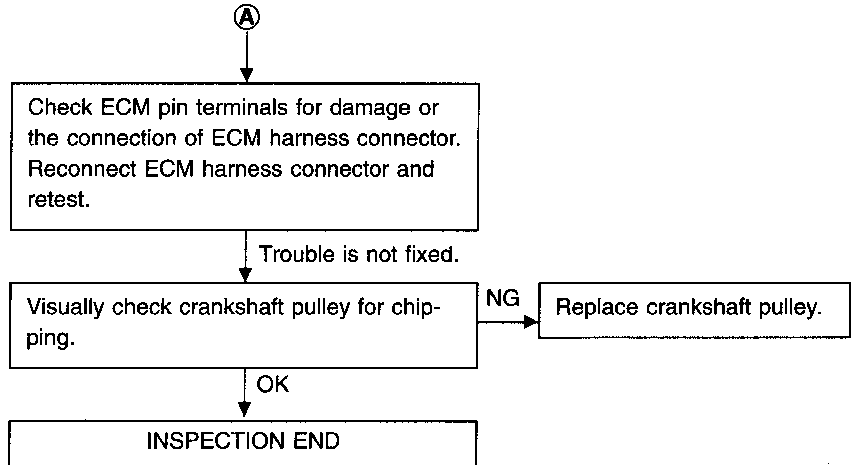 A
Check ECM pin terminals for damage or
the connection of ECM harness connector.
Reconnect ECM harness connector and
retest.
Trouble is not fixed.
Visually check crankshaft pulley for chip-
ping.
NG
Replace crankshaft pulley.
OK
INSPECTION END